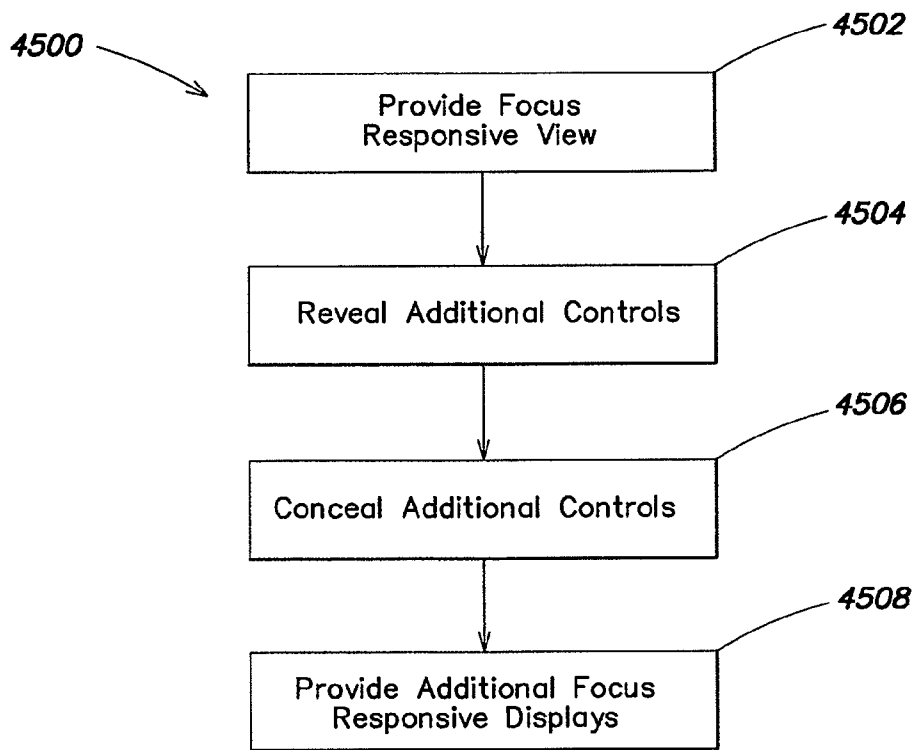 4500
4502
Provide Focus
Responsive View
4504
Reveal Additional Controls
4506
Conceal Additional Controls
4508
Provide Additional Focus
Responsive Displays